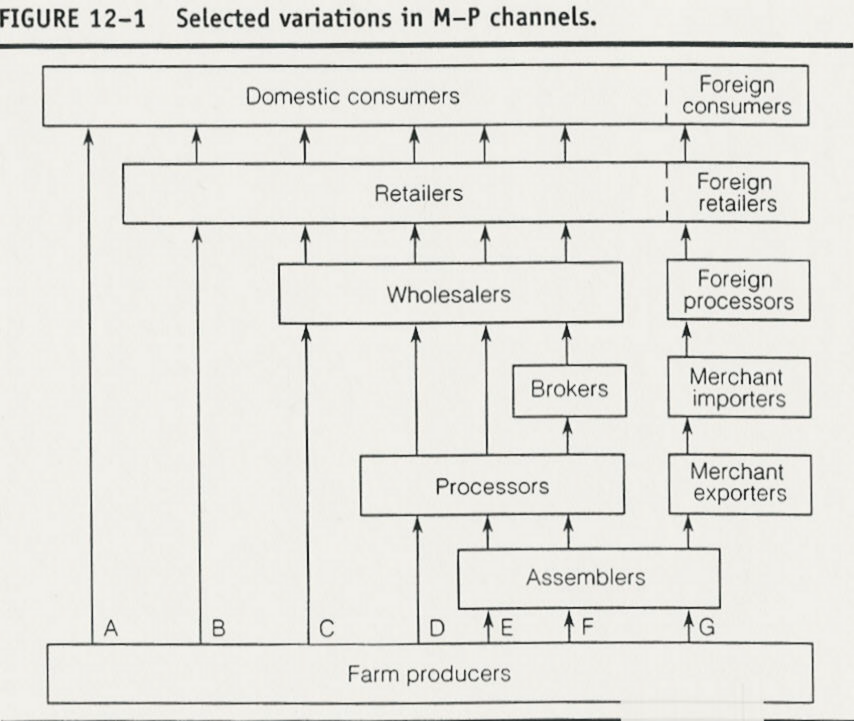 FIGURE 12–1 Selected variations in M–P channels.
Domestic consumers
Foreign
consumers
Retailers
Foreign
retailers
Wholesalers
Foreign
processors
Brokers
Merchant
importers
Processors
Merchant
exporters
Assemblers
A B C D E F G
Farm producers